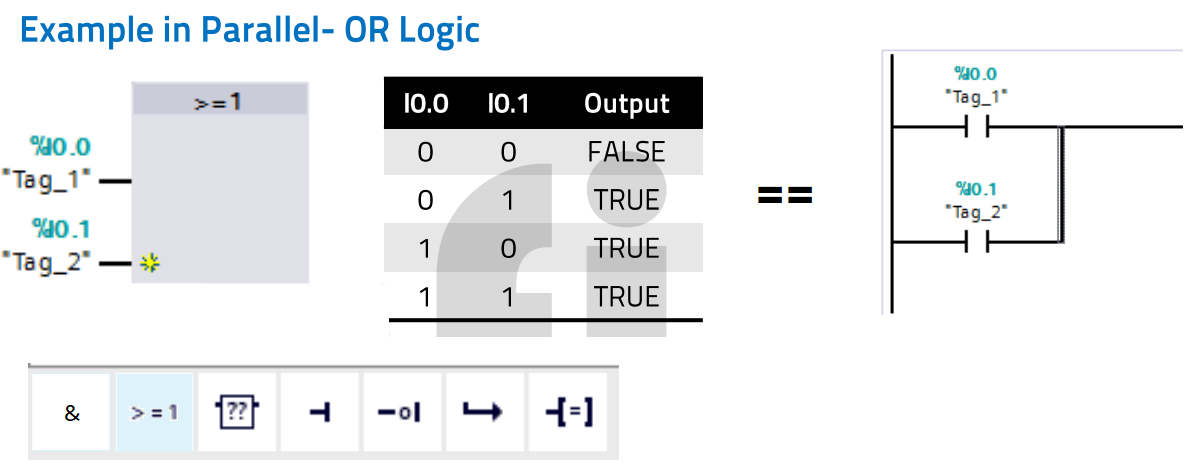 Example in Parallel- OR Logic
>=1
%I0.0
"Tag_1"
%I0.1
"Tag_2"
I0.0 I0.1 Output
0 0 FALSE
0 1 TRUE
1 0 TRUE
1 1 TRUE
==
%I0.0
"Tag_1"
%I0.1
"Tag_2"
& >=1 ?? -[=]